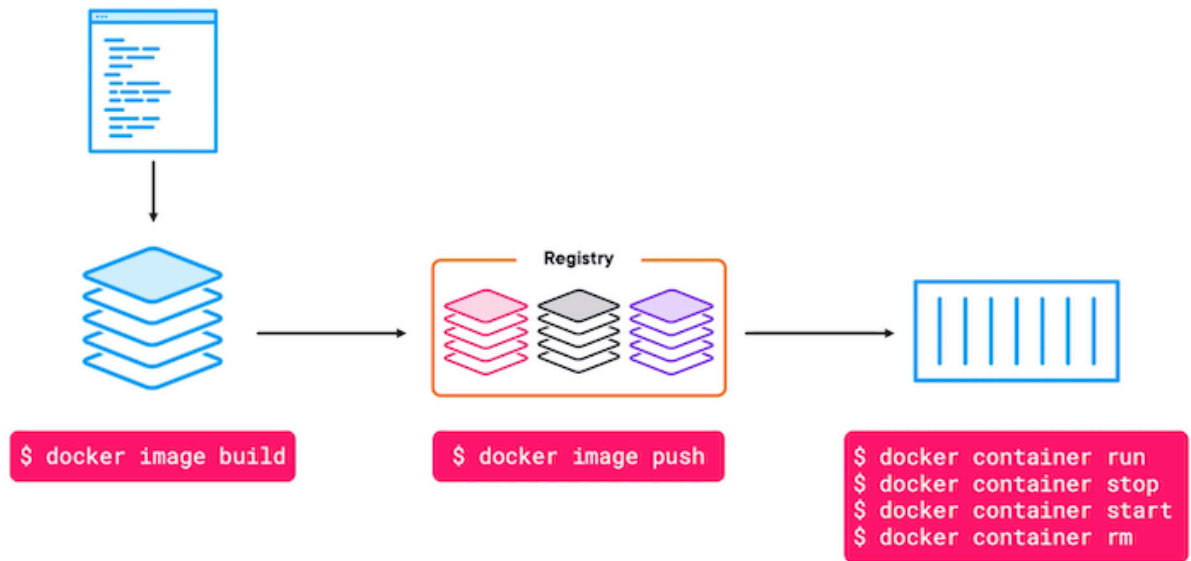 Registry
$ docker image build
$ docker image push
$ docker container run
$ docker container stop
$ docker container start
$ docker container rm